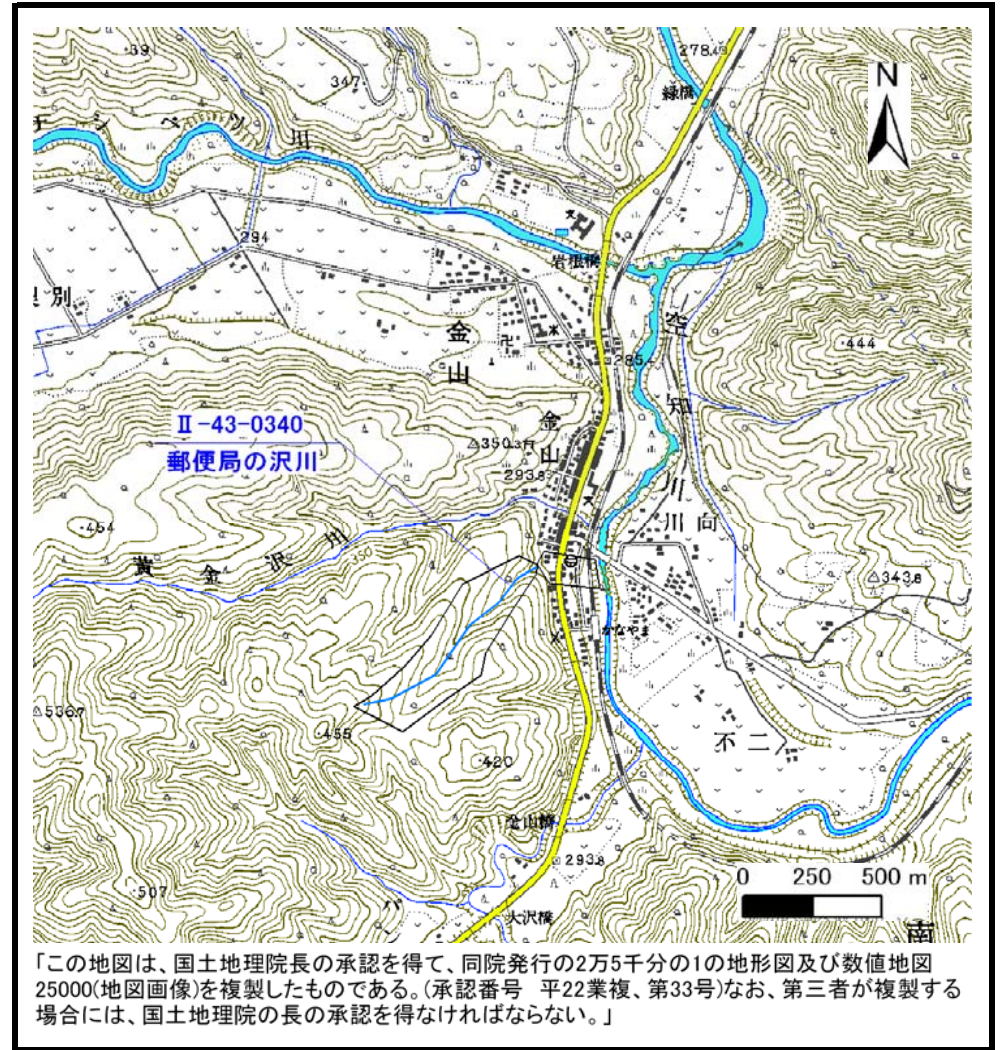 ・39
278.4
347
緑橋
N
ナシベツ川
294
岩根橋
里別
金山
空知川
285.4
・444
Ⅱ-43-0340
郵便局の沢川
金山
△350.3
293.8
川向
・454
黄金沢川
350
△343.8
かなやま
△536.7
・455
・420
不二
金山橋
293.8
・507
パ
大沢橋
0 250 500 m
南
「この地図は、国土地理院長の承認を得て、同院発行の2万5千分の1の地形図及び数値地図
25000(地図画像)を複製したものである。(承認番号　平22業複、第33号)なお、第三者が複製する
場合には、国土地理院の長の承認を得なければならない。」